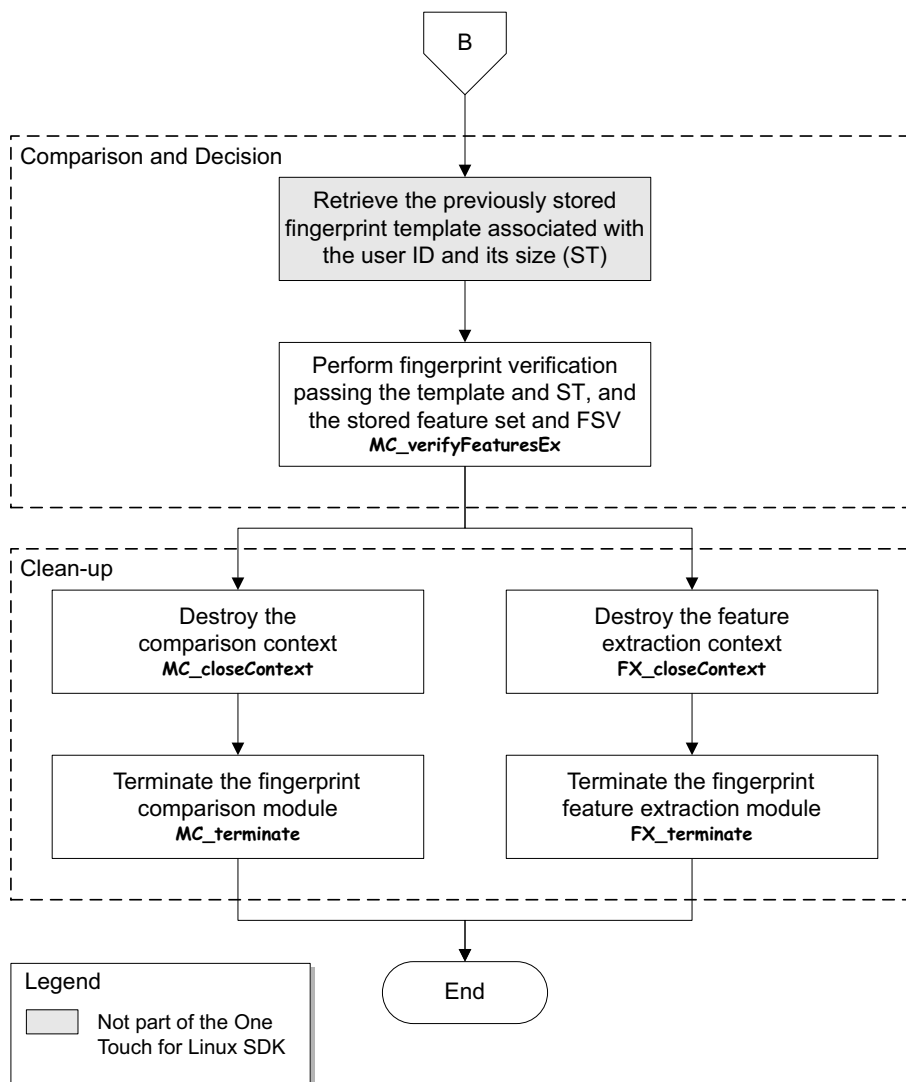 B
Comparison and Decision
Retrieve the previously stored
fingerprint template associated with
the user ID and its size (ST)
Perform fingerprint verification
passing the template and ST, and
the stored feature set and FSV
MC_verifyFeaturesEx
Clean-up
Destroy the
comparison context
MC_closeContext
Destroy the feature
extraction context
FX_closeContext
Terminate the fingerprint
comparison module
MC_terminate
Terminate the fingerprint
feature extraction module
FX_terminate
End
Legend
Not part of the One
Touch for Linux SDK